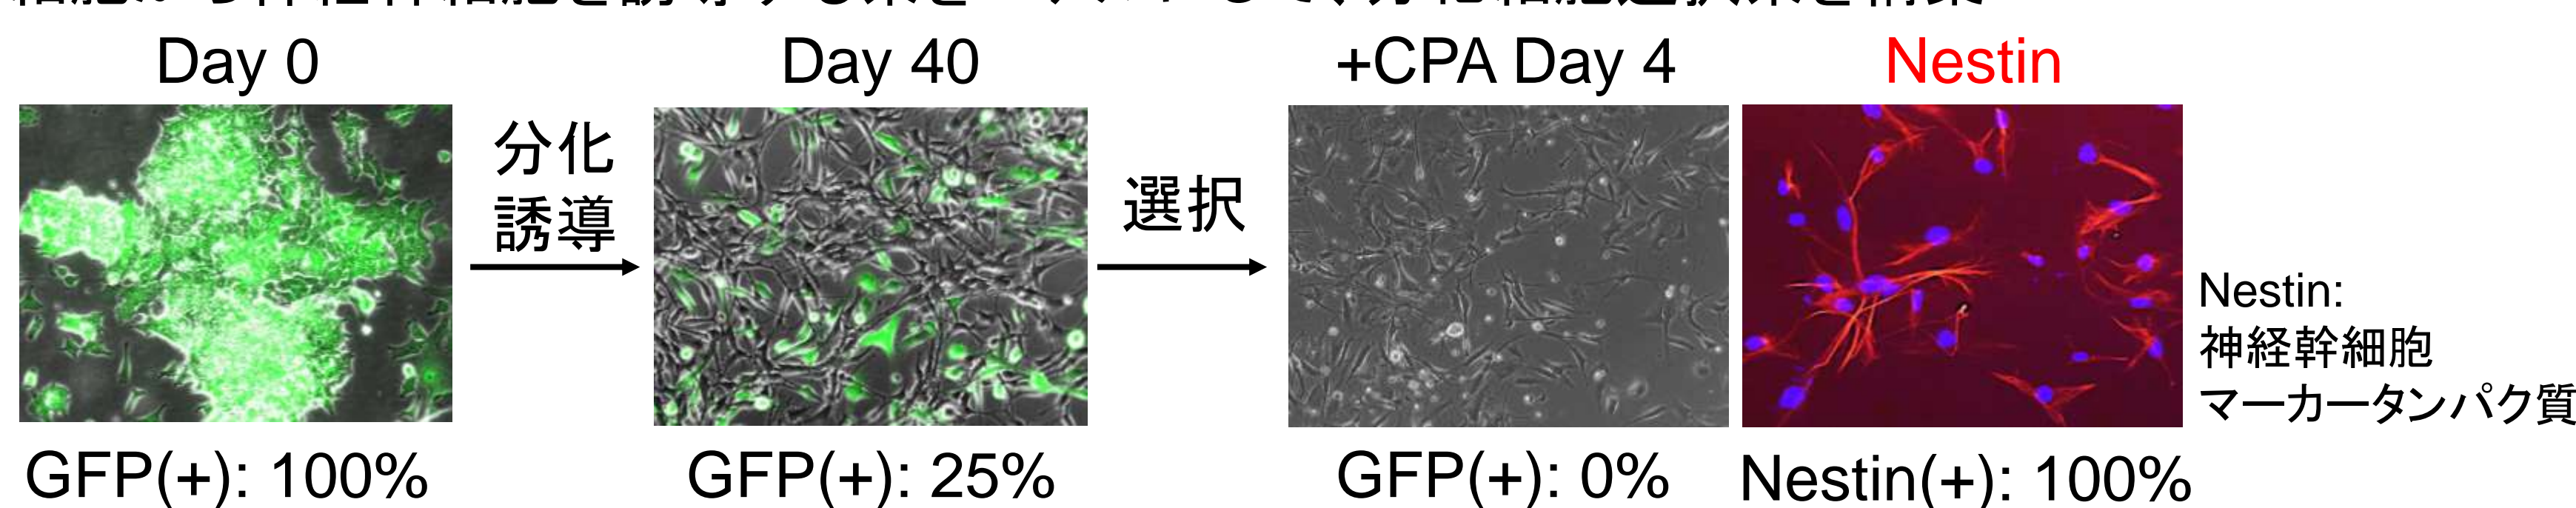 Day 0
Day 40
+CPA Day 4
Nestin
分化
誘導
選択
Nestin:
神経幹細胞
マーカータンパク質
GFP(+): 100%
GFP(+): 25%
GFP(+): 0%
Nestin(+): 100%